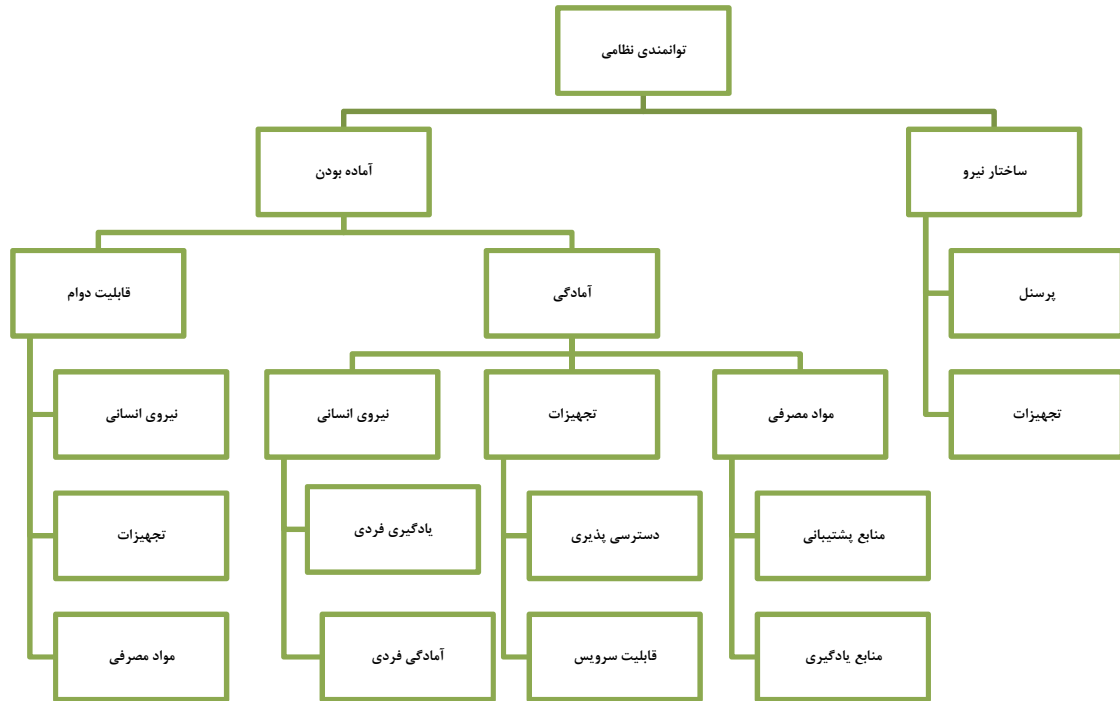 توانمندی نظامی
ساختار نیرو
آماده بودن
پرسنل
آمادگی
قابلیت دوام
تجهیزات
مواد مصرفی
تجهیزات
نیروی انسانی
نیروی انسانی
منابع پشتیبانی
دسترسی پذیری
یادگیری فردی
تجهیزات
منابع یادگیری
قابلیت سرویس
آمادگی فردی
مواد مصرفی